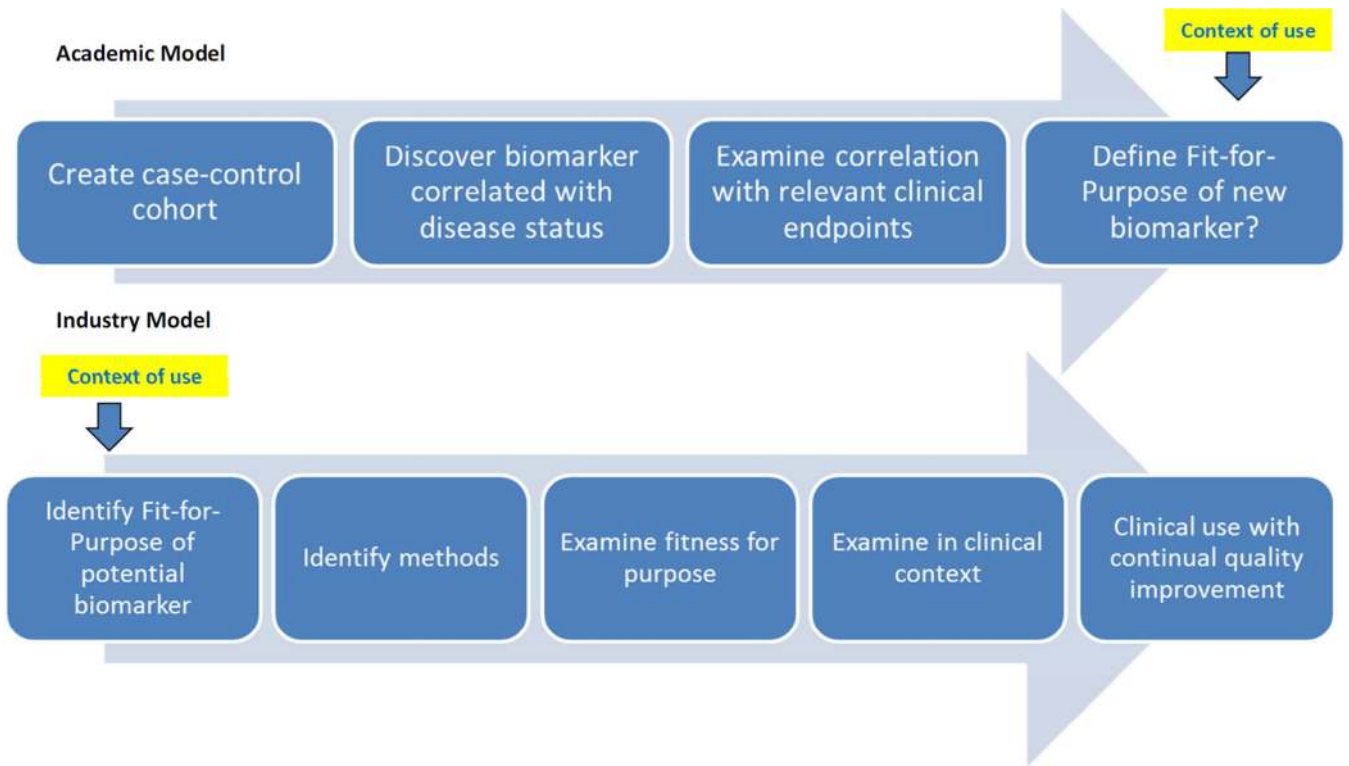 Academic Model
Context of use
Create case-control
cohort
Discover biomarker
correlated with
disease status
Examine correlation
with relevant clinical
endpoints
Define Fit-for-
Purpose of new
biomarker?
Industry Model
Context of use
Identify Fit-for-
Purpose of
potential
biomarker
Identify methods
Examine fitness for
purpose
Examine in clinical
context
Clinical use with
continual quality
improvement